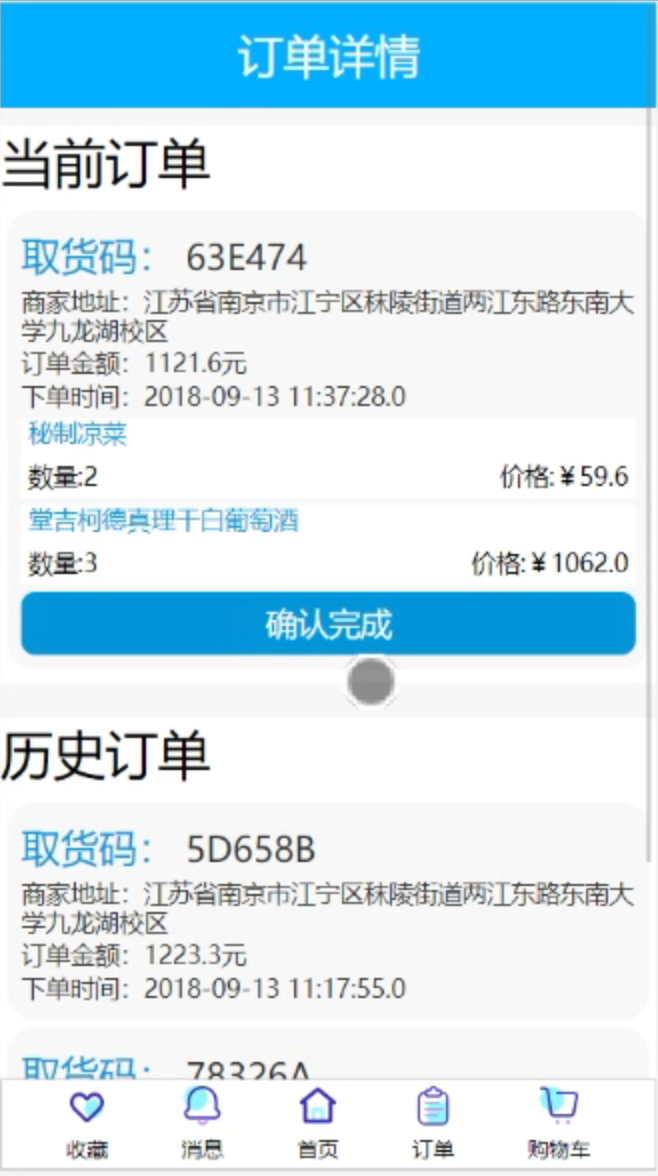 订单详情
当前订单
取货码： 63E474
商家地址：江苏省南京市江宁区秣陵街道两江东路东南大
学九龙湖校区
订单金额：1121.6元
下单时间：2018-09-13 11:37:28.0
秘制凉菜
数量:2 价格:¥59.6
堂吉柯德真理干白葡萄酒
数量:3 价格:¥1062.0
确认完成
历史订单
取货码： 5D658B
商家地址：江苏省南京市江宁区秣陵街道两江东路东南大
学九龙湖校区
订单金额：1223.3元
下单时间：2018-09-13 11:17:55.0
取货码： 78326A
收藏 消息 首页 订单 购物车